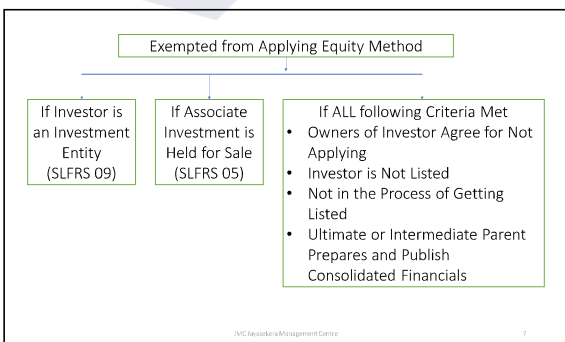 Exempted from Applying Equity Method
If Investor is
an Investment
Entity
(SLFRS 09)
If Associate
Investment is
Held for Sale
(SLFRS 05)
If ALL following Criteria Met
• Owners of Investor Agree for Not
Applying
• Investor is Not Listed
• Not in the Process of Getting
Listed
• Ultimate or Intermediate Parent
Prepares and Publish
Consolidated Financials
JMC Jayasekera Management Centre
7